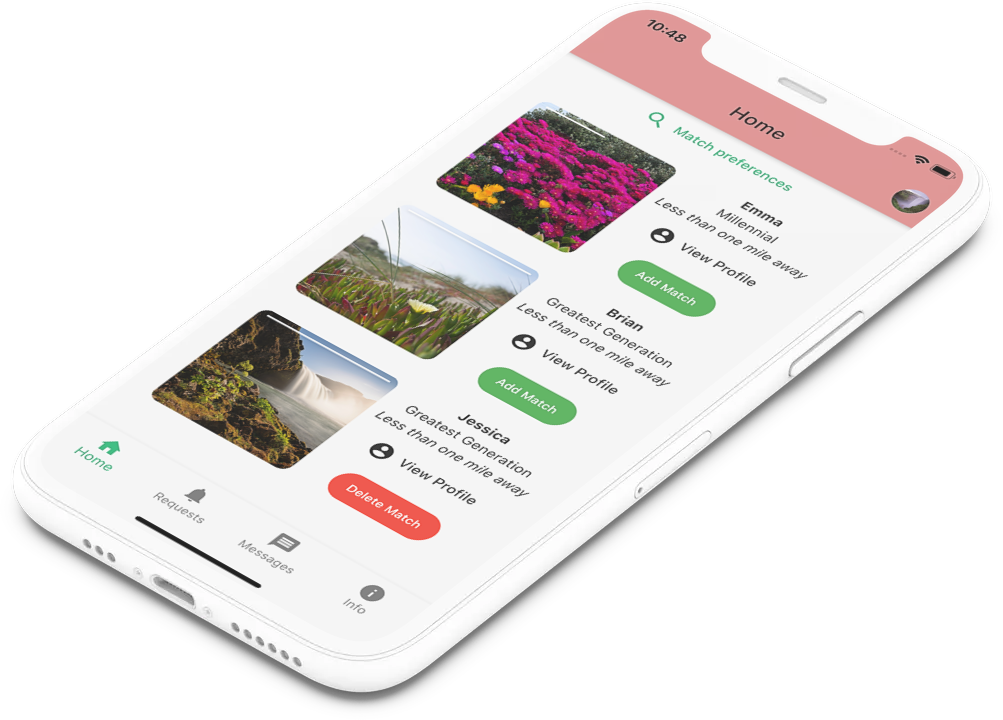 10:48
Home
Match preferences
Emma
Millennial
Less than one mile away
View Profile
Add Match
Brian
Greatest Generation
Less than one mile away
View Profile
Add Match
Jessica
Greatest Generation
Less than one mile away
View Profile
Delete Match
Home
Requests
Messages
Info